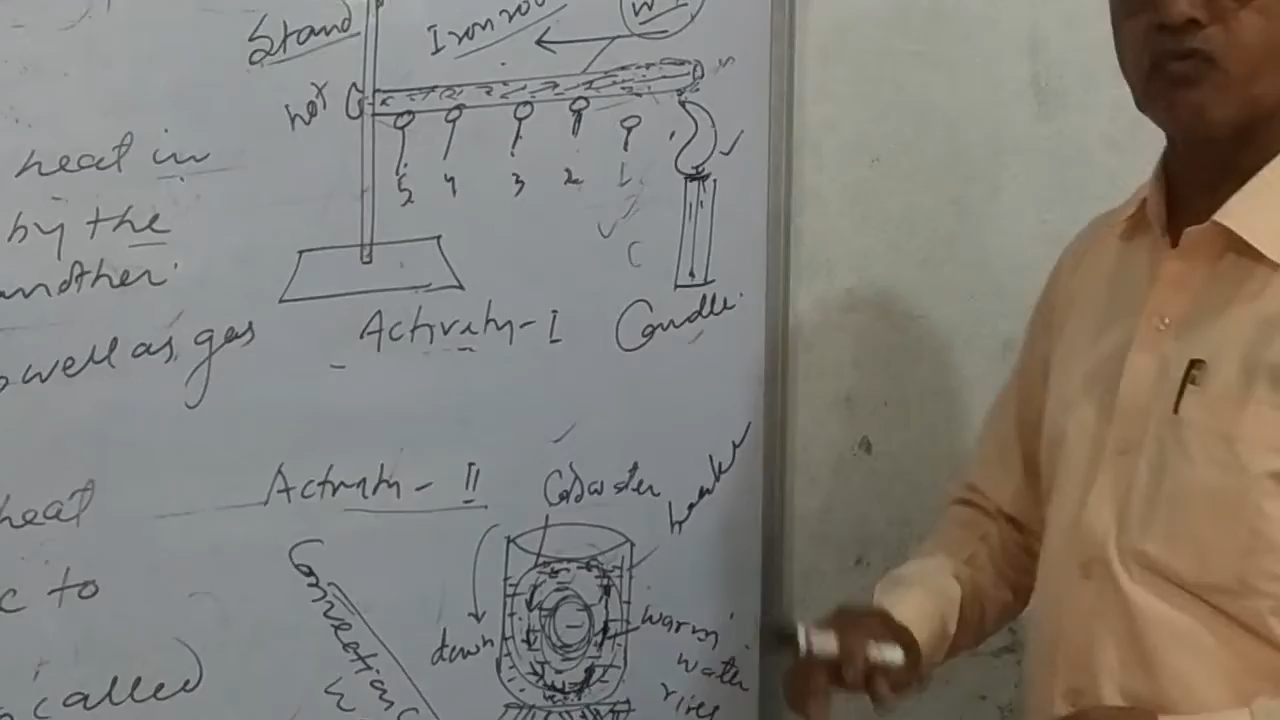 Stand
Iron rod
hot
5 4 3 2 1
heat in
by the
another
C
well as gas
Activity-I
Candle
Activity-II
Cold water
beaker
heat
c to
called
Convection
down
warm
water
rises